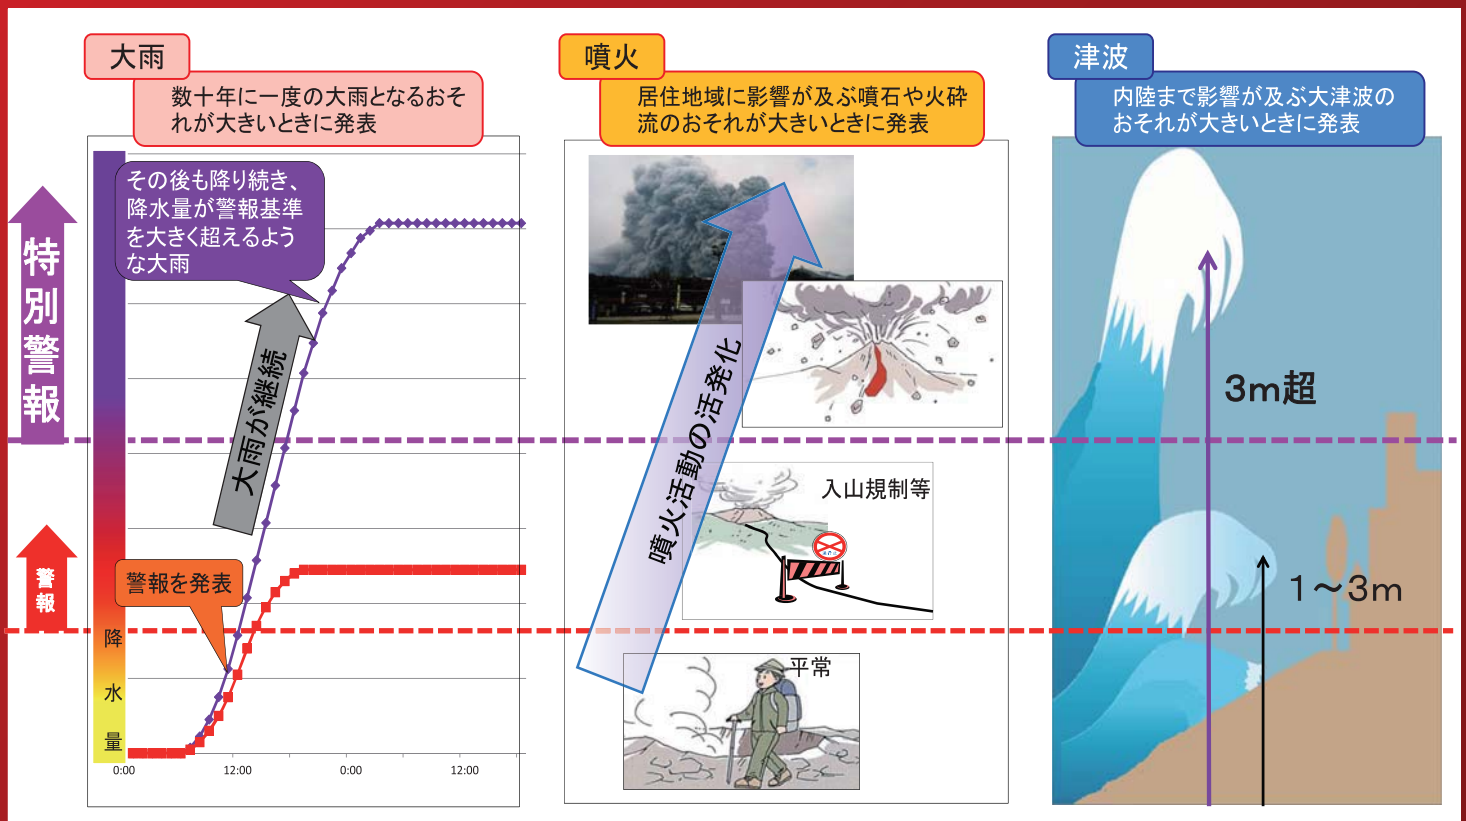 大雨
数十年に一度の大雨となるおそ
れが大きいときに発表
噴火
居住地域に影響が及ぶ噴石や火砕
流のおそれが大きいときに発表
津波
内陸まで影響が及ぶ大津波の
おそれが大きいときに発表
特別警報
警報
その後も降り続き、
降水量が警報基準
を大きく超えるよう
な大雨
大雨が継続
警報を発表
降水量
0:00
12:00
0:00
12:00
噴火活動の活発化
入山規制等
平常
3m超
1～3m